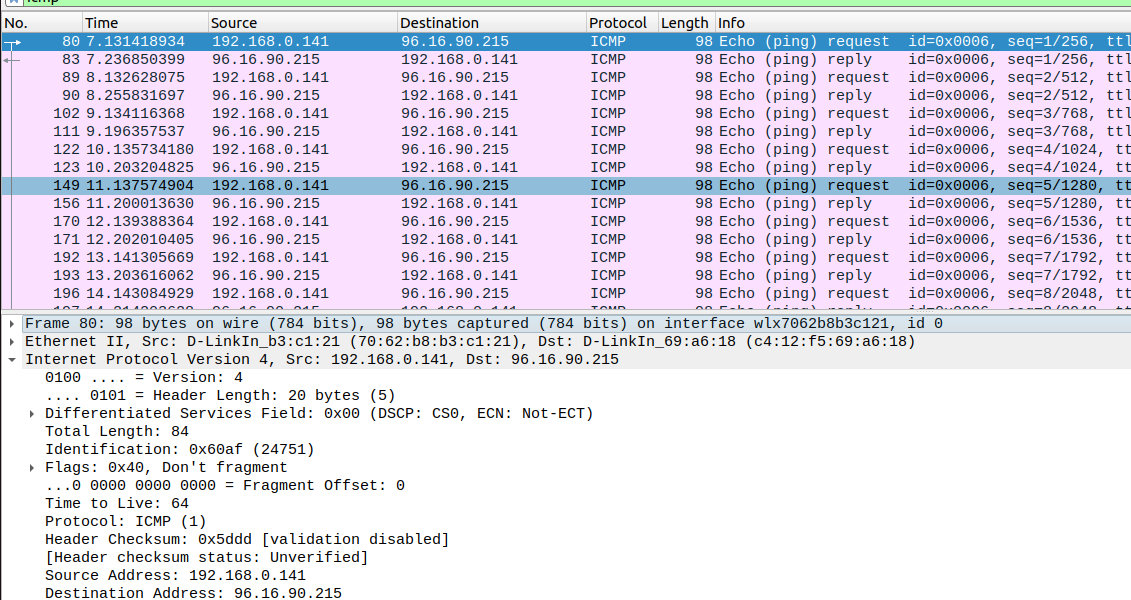 No. Time Source Destination Protocol Length Info
80 7.131418934 192.168.0.141 96.16.90.215 ICMP 98 Echo (ping) request id=0x0006, seq=1/256, ttl
83 7.236850399 96.16.90.215 192.168.0.141 ICMP 98 Echo (ping) reply id=0x0006, seq=1/256, ttl
89 8.132628075 192.168.0.141 96.16.90.215 ICMP 98 Echo (ping) request id=0x0006, seq=2/512, ttl
90 8.255831697 96.16.90.215 192.168.0.141 ICMP 98 Echo (ping) reply id=0x0006, seq=2/512, ttl
102 9.134116368 192.168.0.141 96.16.90.215 ICMP 98 Echo (ping) request id=0x0006, seq=3/768, ttl
111 9.196357537 96.16.90.215 192.168.0.141 ICMP 98 Echo (ping) reply id=0x0006, seq=3/768, ttl
122 10.135734180 192.168.0.141 96.16.90.215 ICMP 98 Echo (ping) request id=0x0006, seq=4/1024, tt
123 10.203204825 96.16.90.215 192.168.0.141 ICMP 98 Echo (ping) reply id=0x0006, seq=4/1024, tt
149 11.137574904 192.168.0.141 96.16.90.215 ICMP 98 Echo (ping) request id=0x0006, seq=5/1280, tt
156 11.200013630 96.16.90.215 192.168.0.141 ICMP 98 Echo (ping) reply id=0x0006, seq=5/1280, tt
170 12.139388364 192.168.0.141 96.16.90.215 ICMP 98 Echo (ping) request id=0x0006, seq=6/1536, tt
171 12.202010405 96.16.90.215 192.168.0.141 ICMP 98 Echo (ping) reply id=0x0006, seq=6/1536, tt
192 13.141305669 192.168.0.141 96.16.90.215 ICMP 98 Echo (ping) request id=0x0006, seq=7/1792, tt
193 13.203616062 96.16.90.215 192.168.0.141 ICMP 98 Echo (ping) reply id=0x0006, seq=7/1792, tt
196 14.143084929 192.168.0.141 96.16.90.215 ICMP 98 Echo (ping) request id=0x0006, seq=8/2048, tt
Frame 80: 98 bytes on wire (784 bits), 98 bytes captured (784 bits) on interface wlx7062b8b3c121, id 0
Ethernet II, Src: D-LinkIn_b3:c1:21 (70:62:b8:b3:c1:21), Dst: D-LinkIn_69:a6:18 (c4:12:f5:69:a6:18)
Internet Protocol Version 4, Src: 192.168.0.141, Dst: 96.16.90.215
0100 .... = Version: 4
.... 0101 = Header Length: 20 bytes (5)
Differentiated Services Field: 0x00 (DSCP: CS0, ECN: Not-ECT)
Total Length: 84
Identification: 0x60af (24751)
Flags: 0x40, Don't fragment
...0 0000 0000 0000 = Fragment Offset: 0
Time to Live: 64
Protocol: ICMP (1)
Header Checksum: 0x5ddd [validation disabled]
[Header checksum status: Unverified]
Source Address: 192.168.0.141
Destination Address: 96.16.90.215